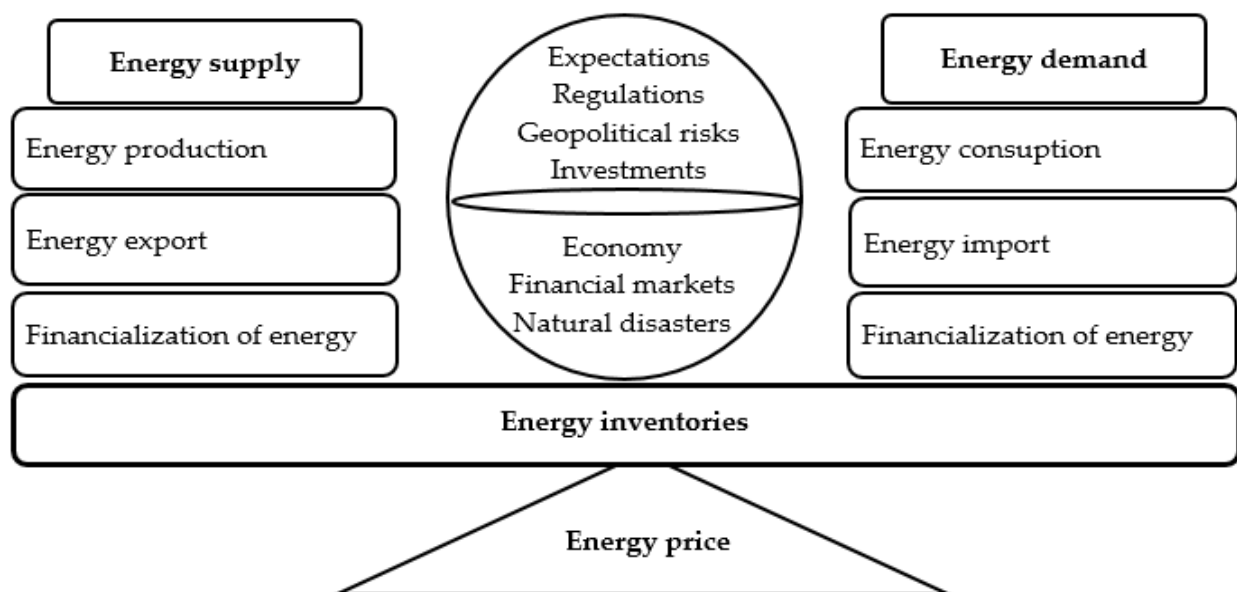 Energy supply
Energy production
Energy export
Financialization of energy
Expectations
Regulations
Geopolitical risks
Investments
Economy
Financial markets
Natural disasters
Energy demand
Energy consuption
Energy import
Financialization of energy
Energy inventories
Energy price